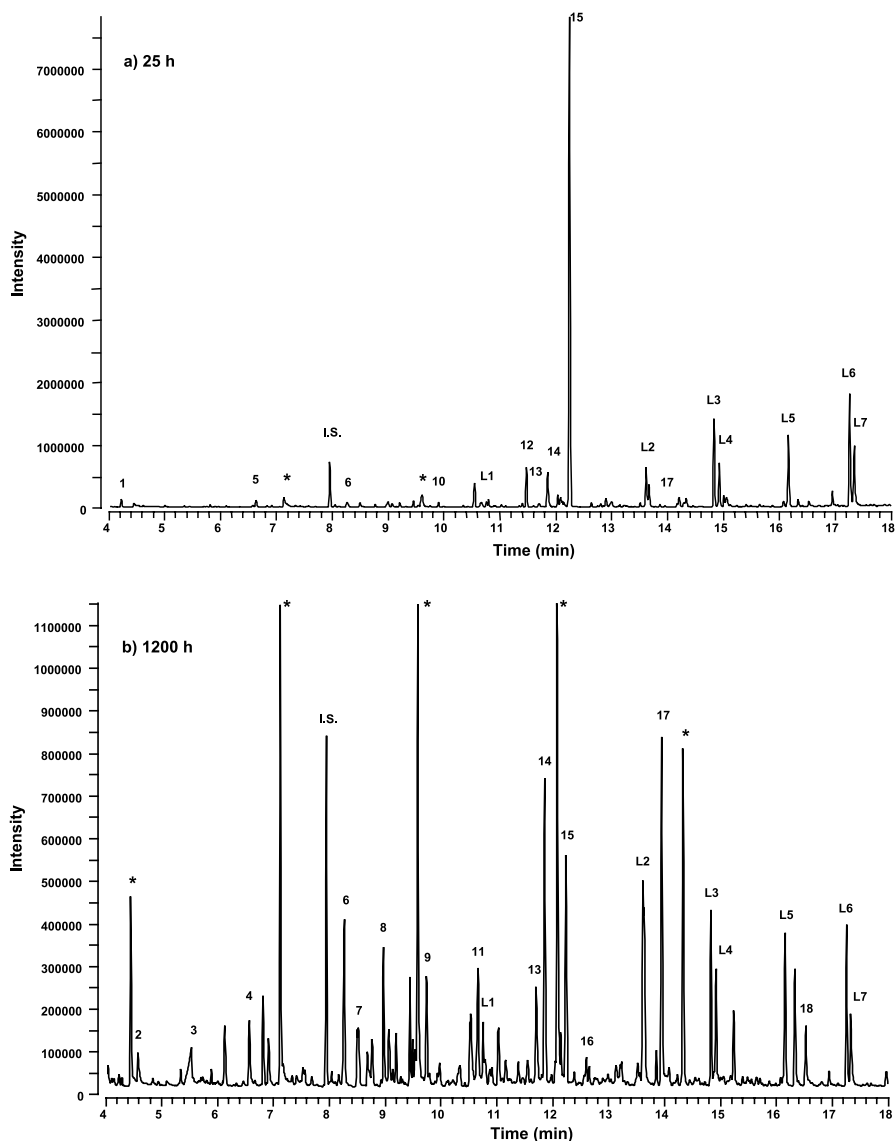 a) 25 h
15
7000000
6000000
5000000
4000000
3000000
2000000
1000000
0
Intensity
1
5
*
I.S.
6
*
10
L1
12
13
14
L2
17
L3
L4
L5
L6
L7
4 5 6 7 8 9 10 11 12 13 14 15 16 17 18
Time (min)
b) 1200 h
1100000
1000000
900000
800000
700000
600000
500000
400000
300000
200000
100000
0
Intensity
*
2
3
4
*
I.S.
6
7
8
*
9
11
L1
13
14
*
15
16
L2
17
*
L3
L4
L5
18
L6
L7
4 5 6 7 8 9 10 11 12 13 14 15 16 17 18
Time (min)